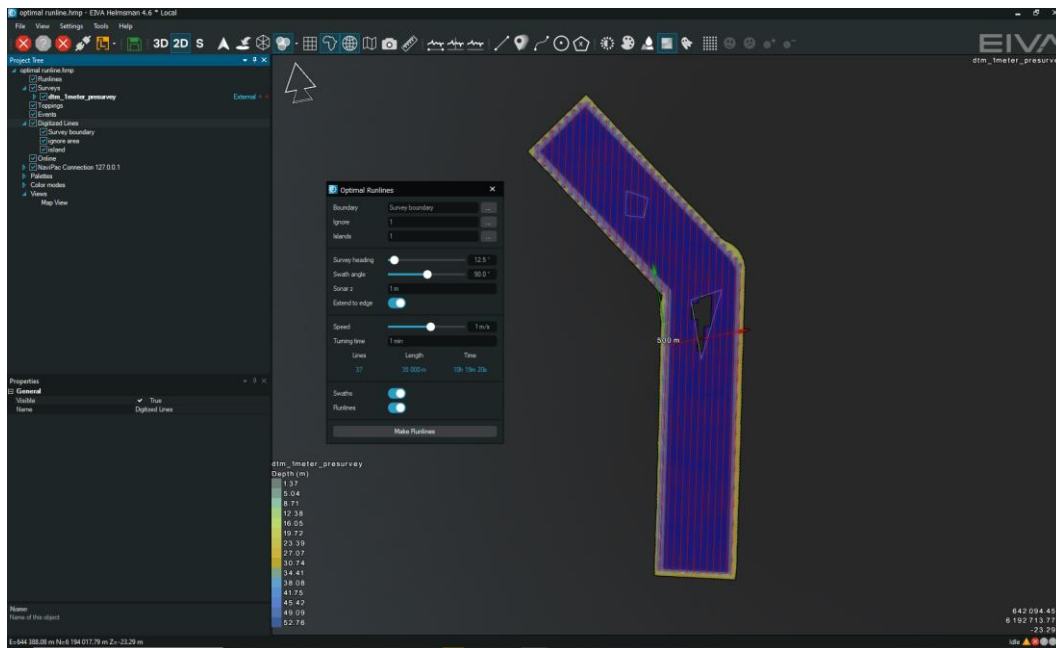 optimal runline.hmp - EIVA Helmsman 4.6 * Local
File View Settings Tools Help
3D 2D S
EIVA
dtm_1meter_presurve
Project Tree
optimal runline.hmp
Runlines
Surveys
dtm_1meter_presurvey External
Toppings
Events
Digitized Lines
Survey boundary
ignore area
island
Online
NaviPac Connection 127.0.0.1
Palettes
Color modes
Views
Map View
Optimal Runlines
Boundary Survey boundary ...
Ignore 1 ...
Islands 1 ...
Survey heading 12.5 °
Swath angle 90.0 °
Sonar z 1 m
Extend to edge
Speed 1 m/s
Turning time 1 min
Lines Length Time
37 35 000 m 10h 19m 20s
Swaths
Runlines
Make Runlines
500 m
Properties
General
Visible True
Name Digitized Lines
dtm_1meter_presurvey
Depth (m)
1.37
5.04
8.71
12.38
16.05
19.72
23.39
27.07
30.74
34.41
38.08
41.75
45.42
49.09
52.76
Name
Name of this object
642 094.45
6 192 713.77
-23.29
E=644 388.08 m N=6 194 017.79 m Z=-23.29 m
Idle